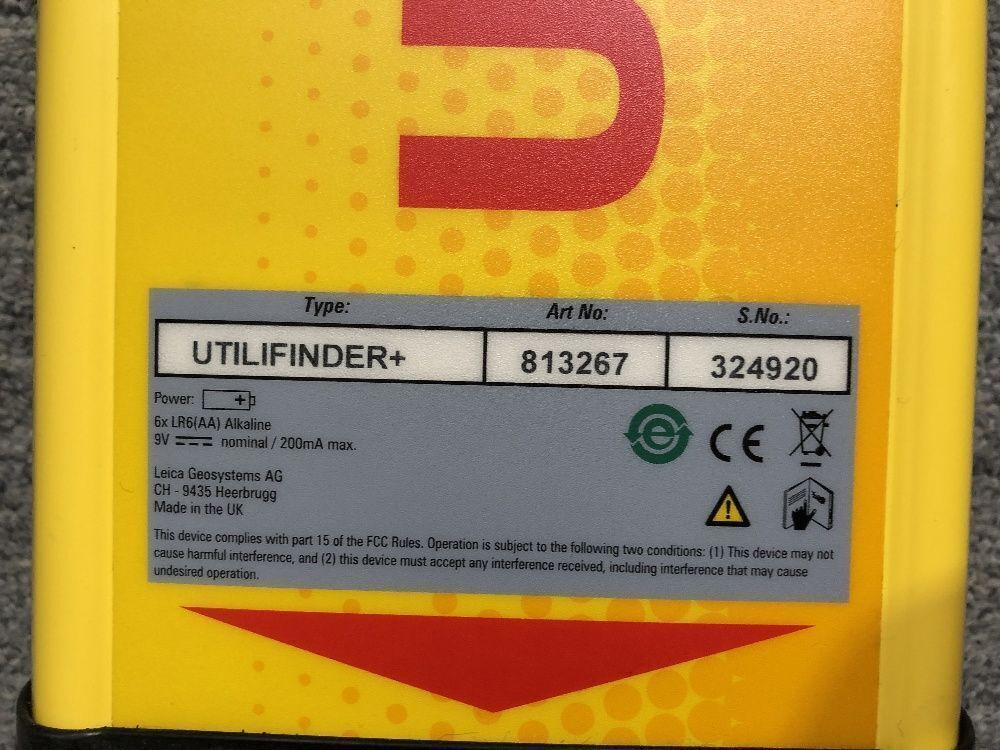 Type: Art No: S.No.:
UTILIFINDER+ 813267 324920
Power:
6x LR6(AA) Alkaline
9V nominal / 200mA max.
Leica Geosystems AG
CH - 9435 Heerbrugg
Made in the UK
e CE
This device complies with part 15 of the FCC Rules. Operation is subject to the following two conditions: (1) This device may not
cause harmful interference, and (2) this device must accept any interference received, including interference that may cause
undesired operation.